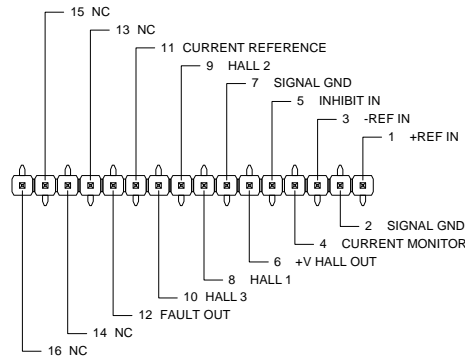 15 NC
13 NC
11 CURRENT REFERENCE
9 HALL 2
7 SIGNAL GND
5 INHIBIT IN
3 -REF IN
1 +REF IN
2 SIGNAL GND
4 CURRENT MONITOR
6 +V HALL OUT
8 HALL 1
10 HALL 3
12 FAULT OUT
14 NC
16 NC